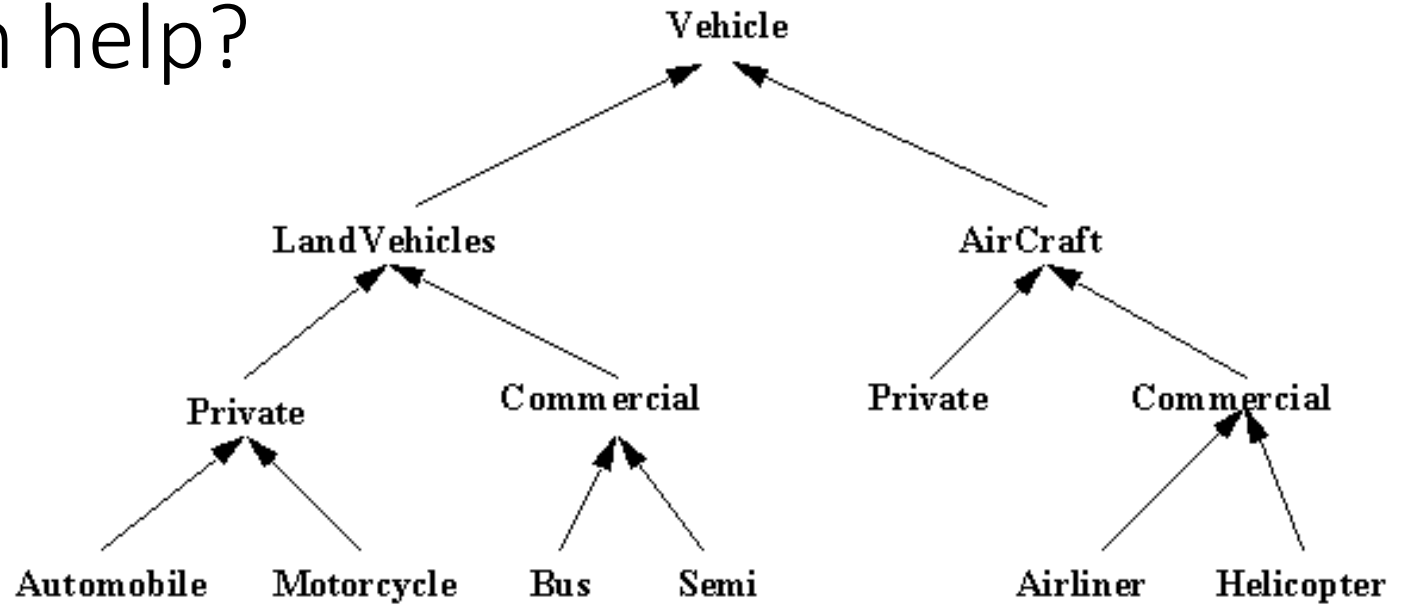 help?
Vehicle
LandVehicles
AirCraft
Private
Commercial
Private
Commercial
Automobile
Motorcycle
Bus
Semi
Airliner
Helicopter